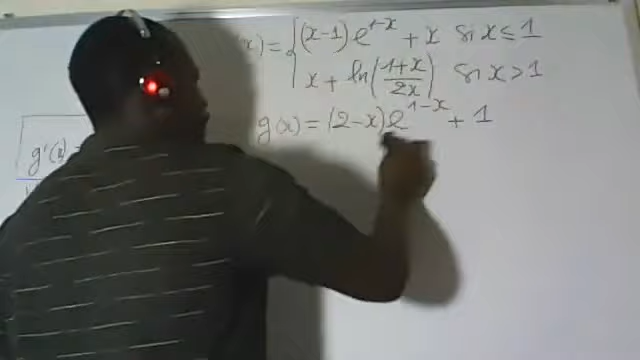 (x) = { (x-1)e^{1-x} + x si x ≤ 1
x + ln((1+x)/(2x)) si x > 1
g(x) = (2-x)e^{1-x} + 1
g'(x) =